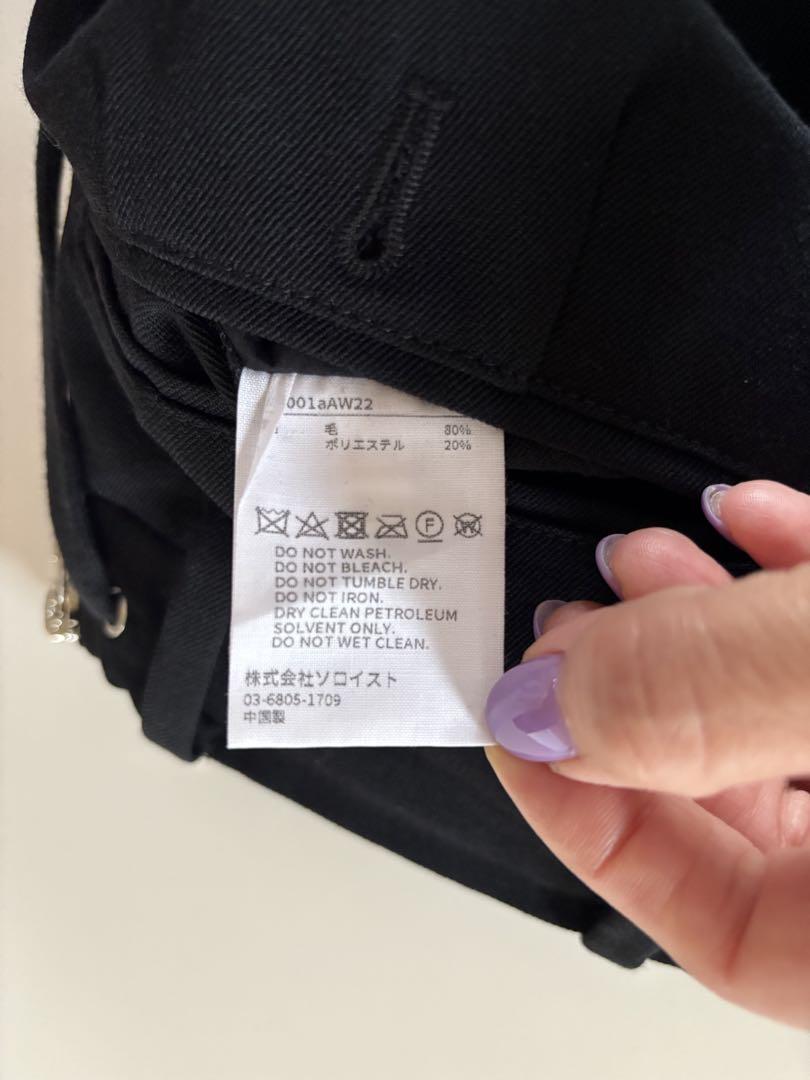 001aAW22
毛 80%
ポリエステル 20%
F W
DO NOT WASH.
DO NOT BLEACH.
DO NOT TUMBLE DRY.
DO NOT IRON.
DRY CLEAN PETROLEUM
SOLVENT ONLY.
DO NOT WET CLEAN.
株式会社ソロイスト
03-6805-1709
中国製